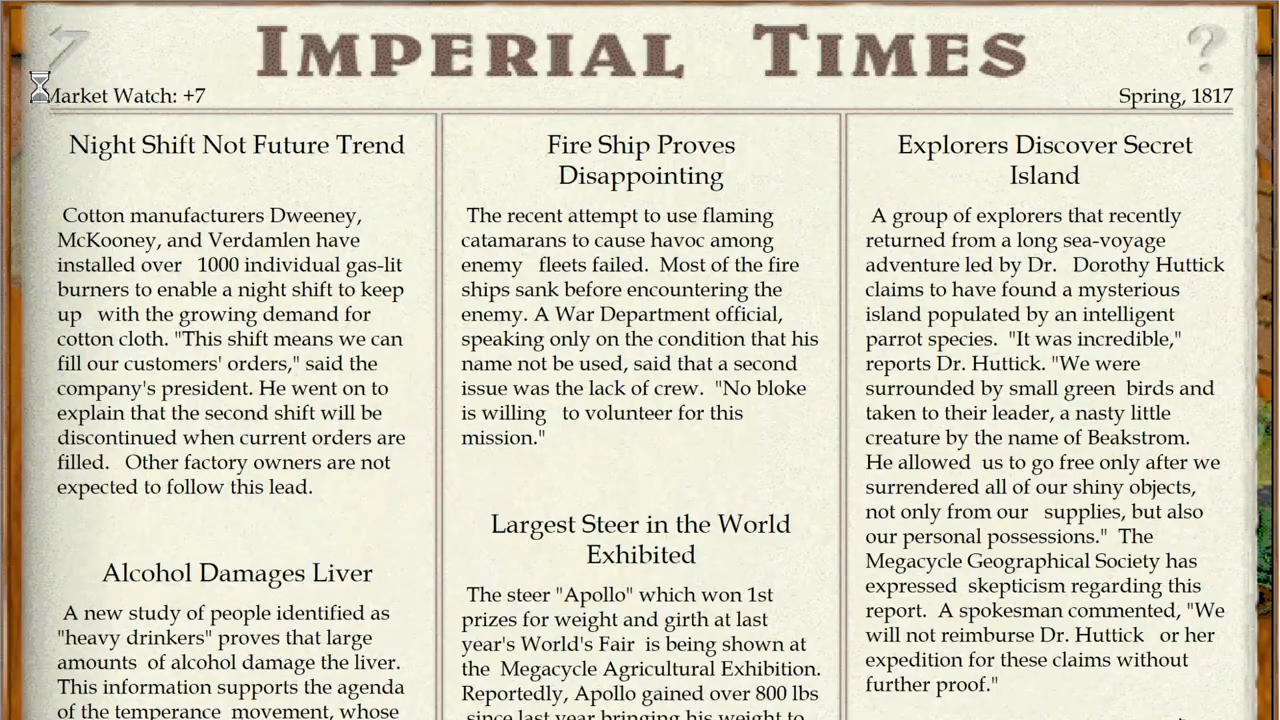 7
IMPERIAL TIMES
?
Market Watch: +7
Spring, 1817
Night Shift Not Future Trend
Cotton manufacturers Dweeney,
McKooney, and Verdamlen have
installed over 1000 individual gas-lit
burners to enable a night shift to keep
up with the growing demand for
cotton cloth. "This shift means we can
fill our customers' orders," said the
company's president. He went on to
explain that the second shift will be
discontinued when current orders are
filled. Other factory owners are not
expected to follow this lead.
Alcohol Damages Liver
A new study of people identified as
"heavy drinkers" proves that large
amounts of alcohol damage the liver.
This information supports the agenda
of the temperance movement, whose
Fire Ship Proves
Disappointing
The recent attempt to use flaming
catamarans to cause havoc among
enemy fleets failed. Most of the fire
ships sank before encountering the
enemy. A War Department official,
speaking only on the condition that his
name not be used, said that a second
issue was the lack of crew. "No bloke
is willing to volunteer for this
mission."
Largest Steer in the World
Exhibited
The steer "Apollo" which won 1st
prizes for weight and girth at last
year's World's Fair is being shown at
the Megacycle Agricultural Exhibition.
Reportedly, Apollo gained over 800 lbs
since last year bringing his weight to
Explorers Discover Secret
Island
A group of explorers that recently
returned from a long sea-voyage
adventure led by Dr. Dorothy Huttick
claims to have found a mysterious
island populated by an intelligent
parrot species. "It was incredible,"
reports Dr. Huttick. "We were
surrounded by small green birds and
taken to their leader, a nasty little
creature by the name of Beakstrom.
He allowed us to go free only after we
surrendered all of our shiny objects,
not only from our supplies, but also
our personal possessions." The
Megacycle Geographical Society has
expressed skepticism regarding this
report. A spokesman commented, "We
will not reimburse Dr. Huttick or her
expedition for these claims without
further proof."